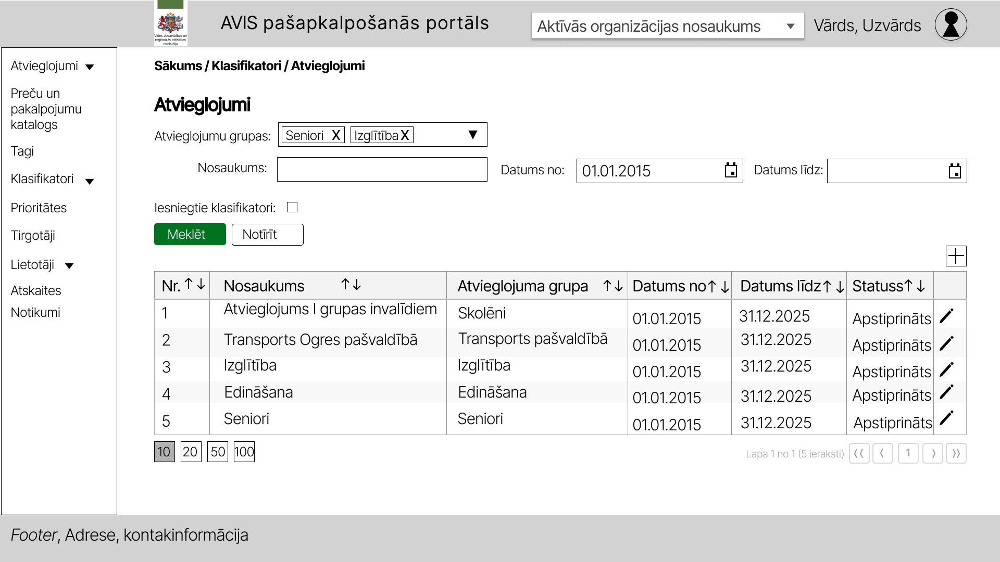 Vides aizsardzības un
reģionālās attīstības
ministrija
AVIS pašapkalpošanās portāls
Aktīvās organizācijas nosaukums
Vārds, Uzvārds
Atvieglojumi
Preču un
pakalpojumu
katalogs
Tagi
Klasifikatori
Prioritātes
Tirgotāji
Lietotāji
Atskaites
Notikumi
Sākums / Klasifikatori / Atvieglojumi
Atvieglojumi
Atvieglojumu grupas: Seniori X Izglītība X
Nosaukums: Datums no: 01.01.2015 Datums līdz:
Iesniegtie klasifikatori:
Meklēt Notīrīt
Nr. Nosaukums Atvieglojuma grupa Datums no Datums līdz Statuss
1 Atvieglojums I grupas invalīdiem Skolēni 01.01.2015 31.12.2025 Apstiprināts
2 Transports Ogres pašvaldībā Transports pašvaldībā 01.01.2015 31.12.2025 Apstiprināts
3 Izglītība Izglītība 01.01.2015 31.12.2025 Apstiprināts
4 Edināšana Edināšana 01.01.2015 31.12.2025 Apstiprināts
5 Seniori Seniori 01.01.2015 31.12.2025 Apstiprināts
10 20 50 100 Lapa 1 no 1 (5 ieraksti) 1
Footer, Adrese, kontakinformācija